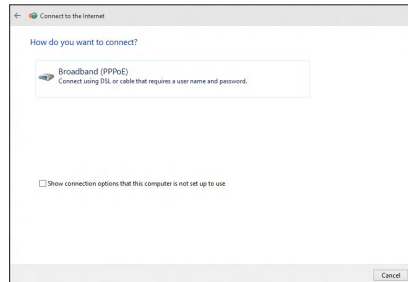 Connect to the Internet
How do you want to connect?
Broadband (PPPoE)
Connect using DSL or cable that requires a user name and password.
Show connection options that this computer is not set up to use
Cancel